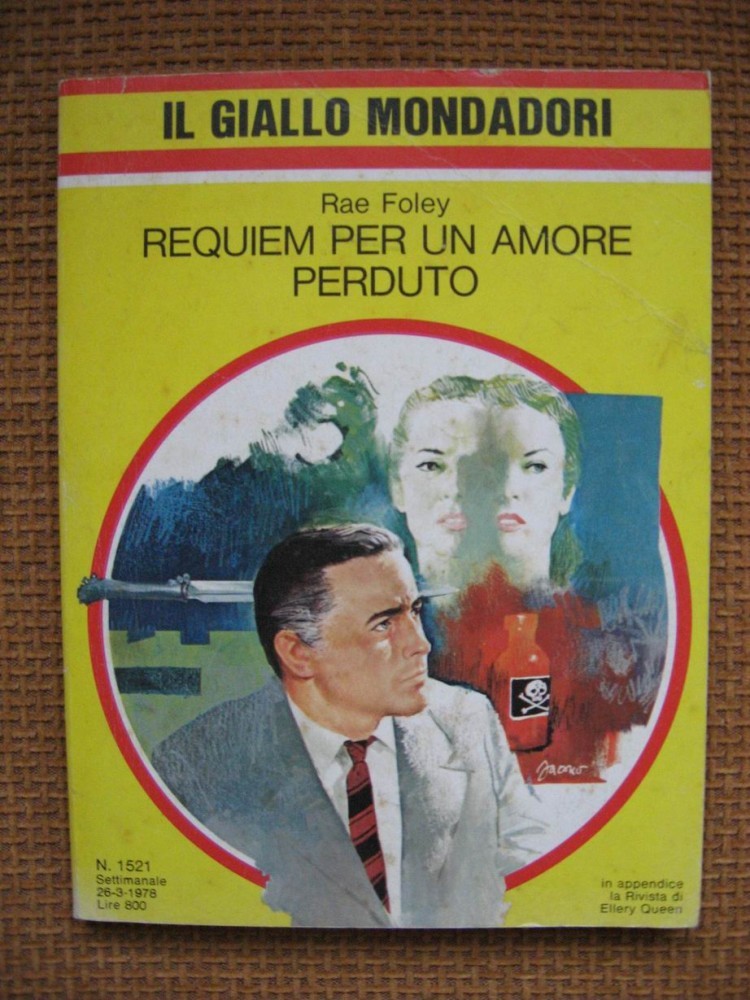 IL GIALLO MONDADORI
Rae Foley
REQUIEM PER UN AMORE
PERDUTO
Jacono
N. 1521
Settimanale
26-3-1978
Lire 800
in appendice
la Rivista di
Ellery Queen